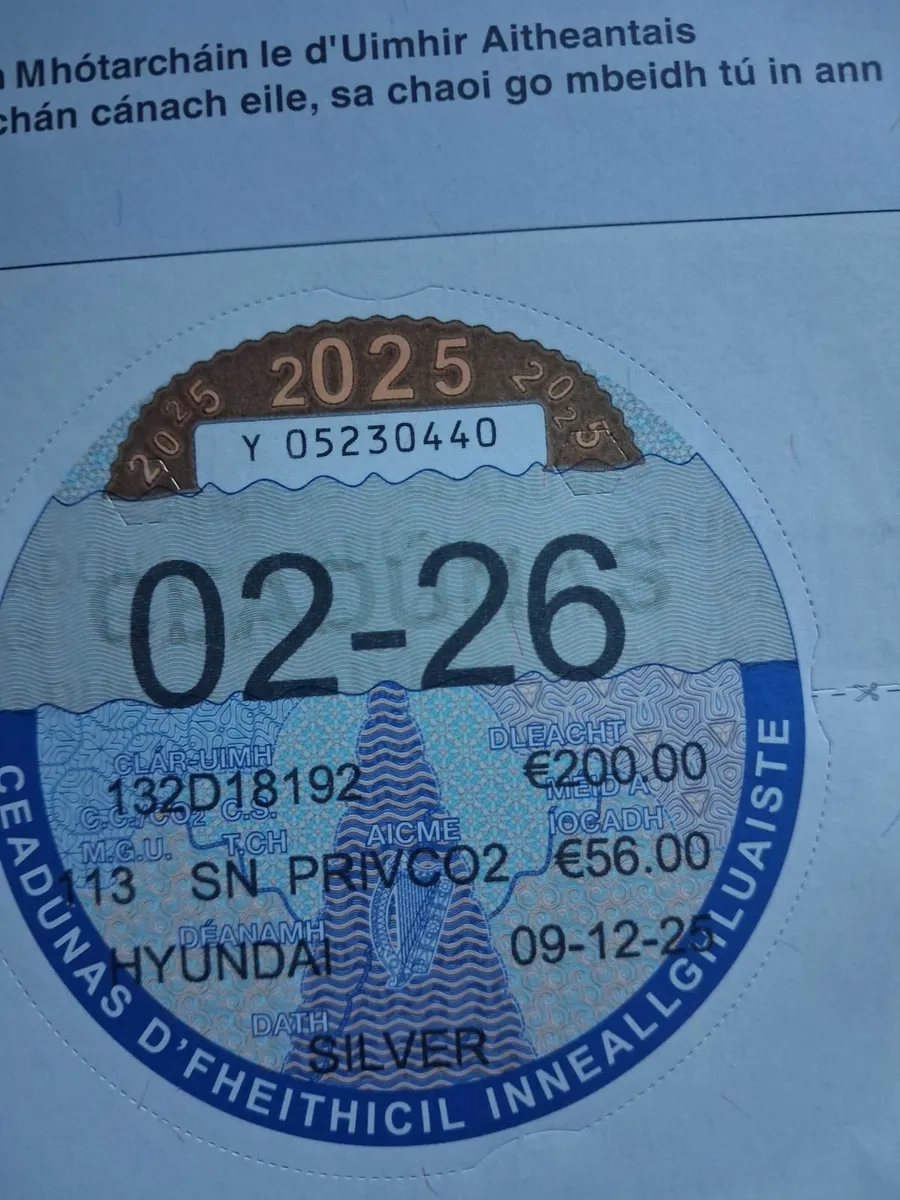 Mhótarcháin le d'Uimhir Aitheantais
chán cánach eile, sa chaoi go mbeidh tú in ann
2025 2025 2025
Y 05230440
CEADÚNAS
02-26
CLÁR-UIMH DLEACHT
132D18192 €200.00
C.C./CO2 C.S. MÉID A
M.G.U. T.CH AICME ÍOCADH
113 SN PRIVCO2 €56.00
DÉANAMH
HYUNDAI 09-12-25
DATH
SILVER
CEADUNAS D'FHEITHICIL INNEALLGHLUAISTE